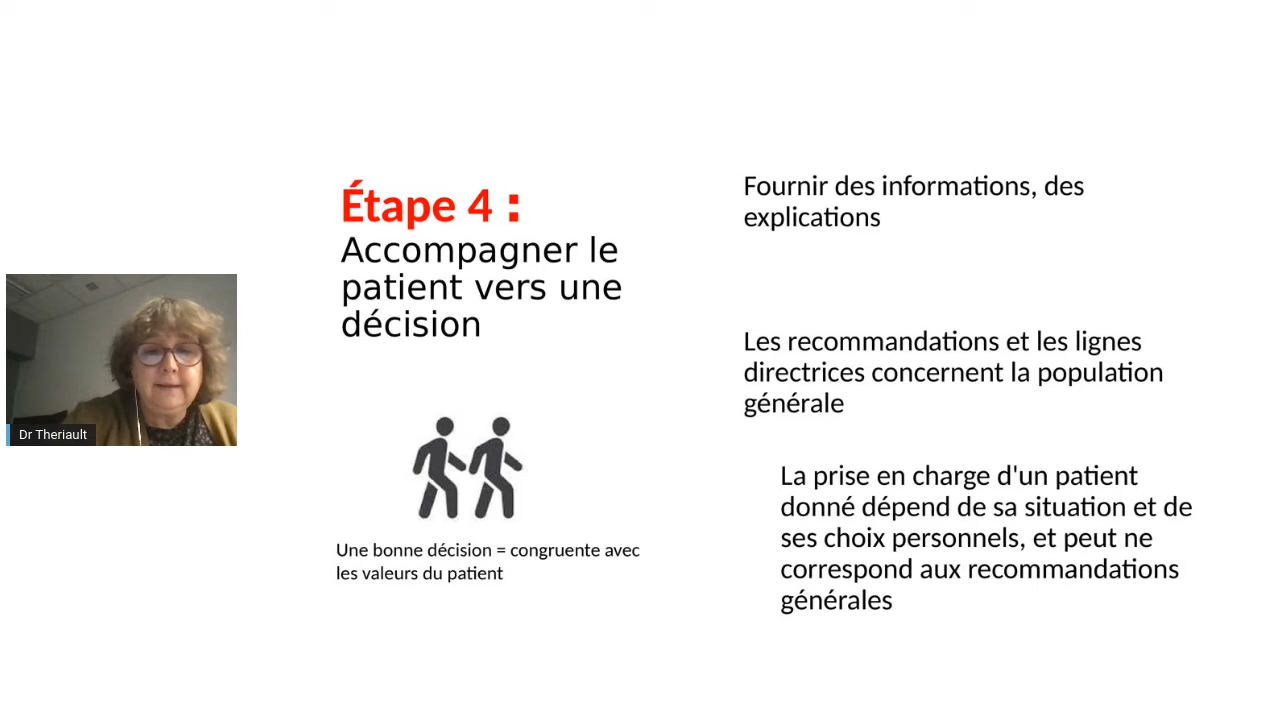 Étape 4 :
Accompagner le
patient vers une
décision
Une bonne décision = congruente avec
les valeurs du patient
Fournir des informations, des
explications
Les recommandations et les lignes
directrices concernent la population
générale
La prise en charge d'un patient
donné dépend de sa situation et de
ses choix personnels, et peut ne
correspond aux recommandations
générales
Dr Theriault